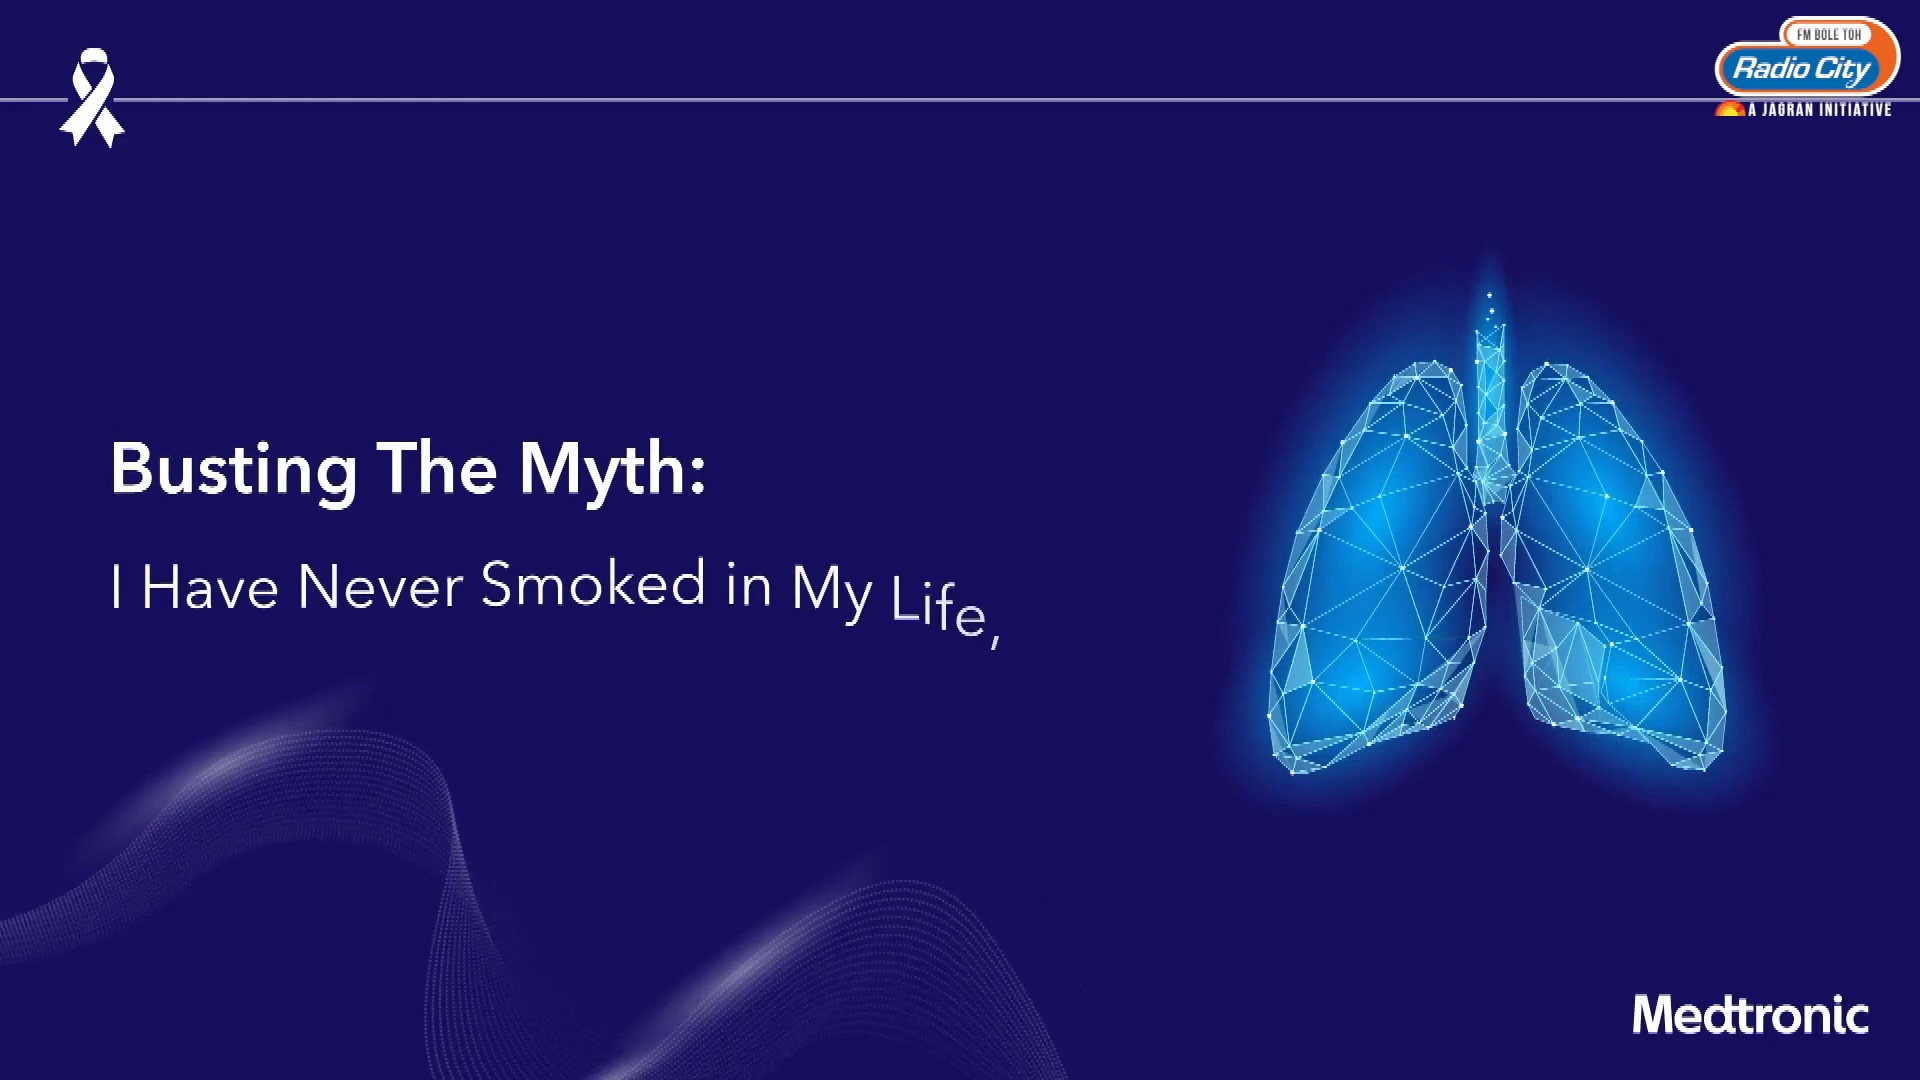 FM BOLE TOH
Radio City
A JAGRAN INITIATIVE
Busting The Myth:
I Have Never Smoked in My Life,
Medtronic